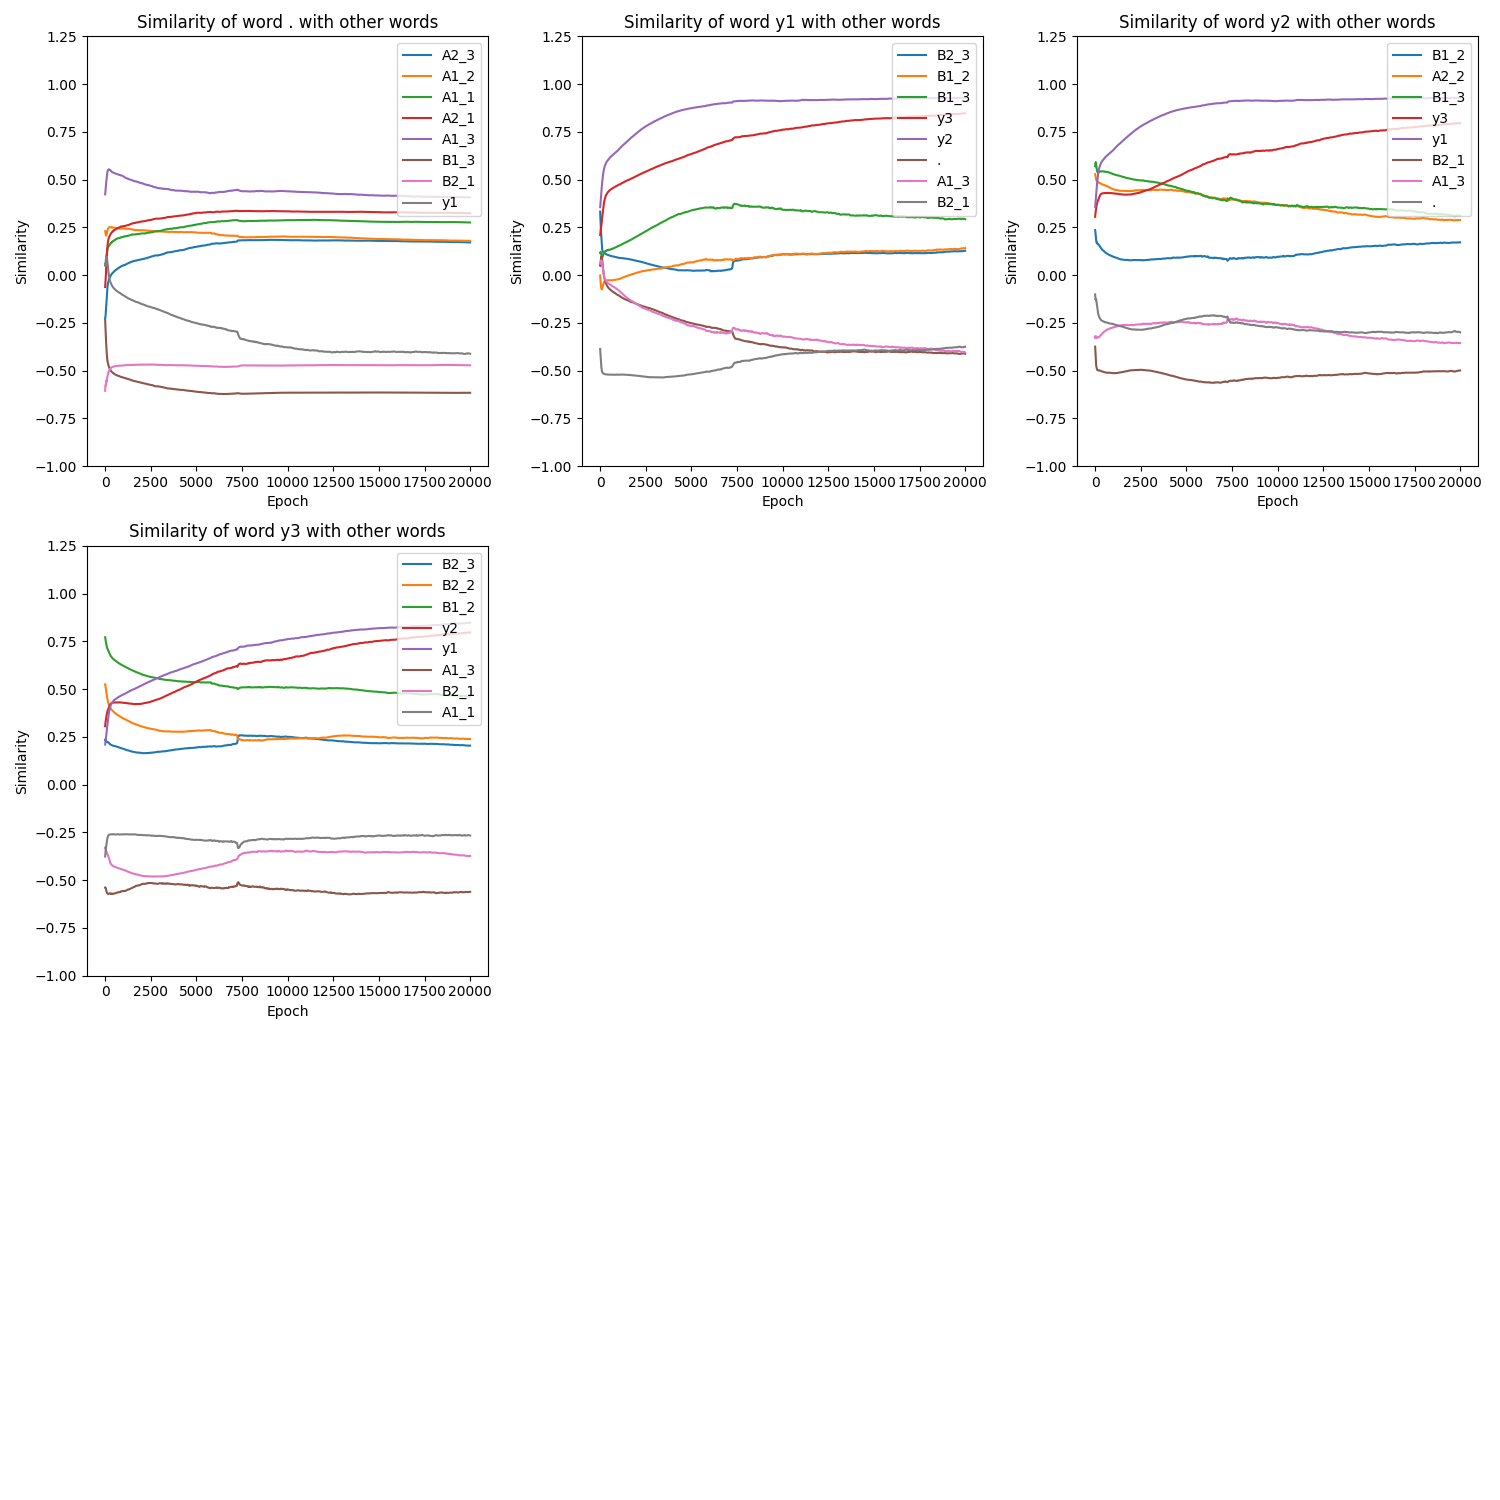 Similarity of word . with other words
1.25
1.00
0.75
0.50
0.25
0.00
−0.25
−0.50
−0.75
−1.00
Similarity
A2_3
A1_2
A1_1
A2_1
A1_3
B1_3
B2_1
y1
0 2500 5000 7500 10000 12500 15000 17500 20000
Epoch
Similarity of word y1 with other words
1.25
1.00
0.75
0.50
0.25
0.00
−0.25
−0.50
−0.75
−1.00
Similarity
B2_3
B1_2
B1_3
y3
y2
.
A1_3
B2_1
0 2500 5000 7500 10000 12500 15000 17500 20000
Epoch
Similarity of word y2 with other words
1.25
1.00
0.75
0.50
0.25
0.00
−0.25
−0.50
−0.75
−1.00
Similarity
B1_2
A2_2
B1_3
y3
y1
B2_1
A1_3
.
0 2500 5000 7500 10000 12500 15000 17500 20000
Epoch
Similarity of word y3 with other words
1.25
1.00
0.75
0.50
0.25
0.00
−0.25
−0.50
−0.75
−1.00
Similarity
B2_3
B2_2
B1_2
y2
y1
A1_3
B2_1
A1_1
0 2500 5000 7500 10000 12500 15000 17500 20000
Epoch